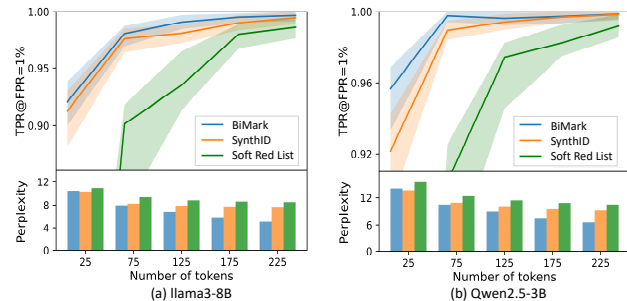 1.00
0.95
0.90
TPR@FPR=1%
BiMark
SynthID
Soft Red List
12
8
4
0
Perplexity
25 75 125 175 225
Number of tokens
(a) llama3-8B
1.00
0.96
0.92
TPR@FPR=1%
BiMark
SynthID
Soft Red List
12
6
0
Perplexity
25 75 125 175 225
Number of tokens
(b) Qwen2.5-3B